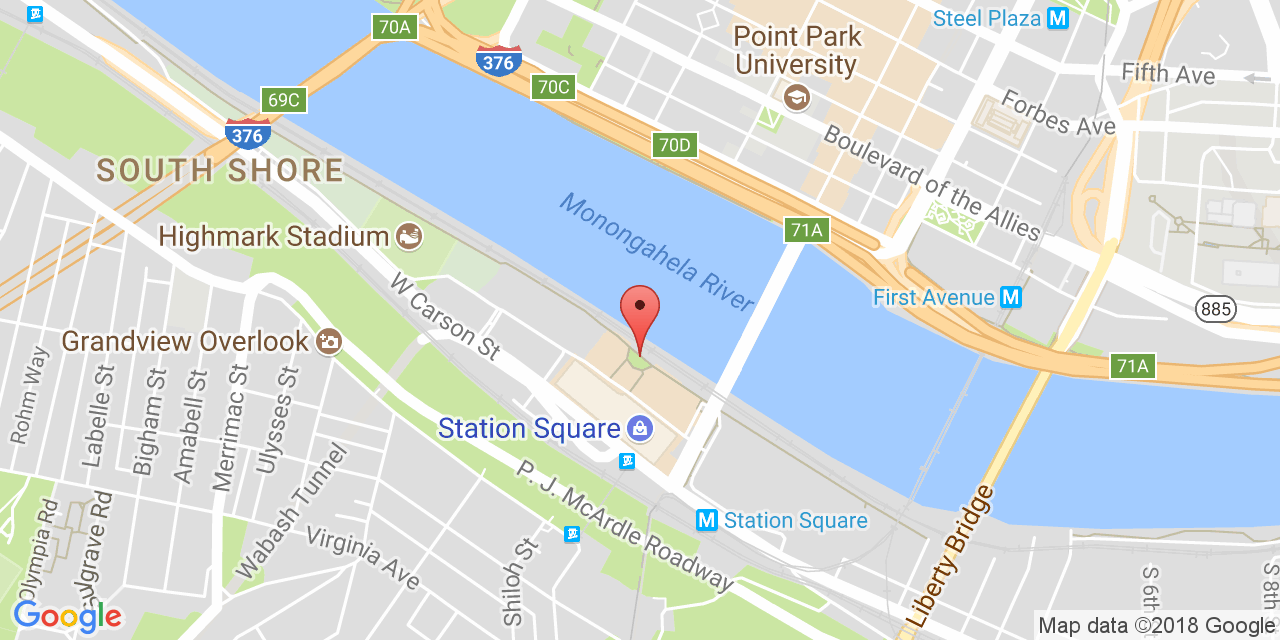 Steel Plaza M
70A
Point Park
University
376
Fifth Ave
70C
69C
Forbes Ave
376
70D
Boulevard of the Allies
SOUTH SHORE
Monongahela River
71A
Highmark Stadium
W Carson St
First Avenue M
885
Grandview Overlook
71A
Rohm Way
Labelle St
Bigham St
Amabell St
Merrimac St
Ulysses St
Station Square
Wabash Tunnel
P. J. McArdle Roadway
M Station Square
Liberty Bridge
Olympia Rd
Virginia Ave
Shiloh St
S 6th
S 8th
Google
Map data ©2018 Google